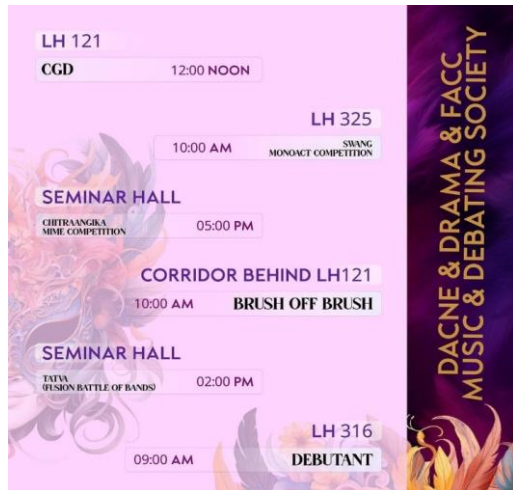 LH 121
CGD 12:00 NOON
LH 325
10:00 AM SWANG
MONOACT COMPETITION
SEMINAR HALL
CHITRAANGIKA
MIME COMPETITION 05:00 PM
CORRIDOR BEHIND LH121
10:00 AM BRUSH OFF BRUSH
SEMINAR HALL
TATVA
(FUSION BATTLE OF BANDS) 02:00 PM
LH 316
09:00 AM DEBUTANT
DACNE & DRAMA & FACC
MUSIC & DEBATING SOCIETY